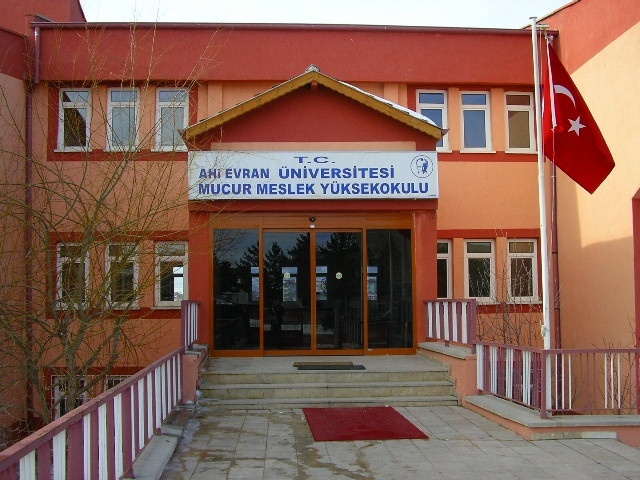 T.C.
AHİ EVRAN ÜNİVERSİTESİ
MUCUR MESLEK YÜKSEKOKULU